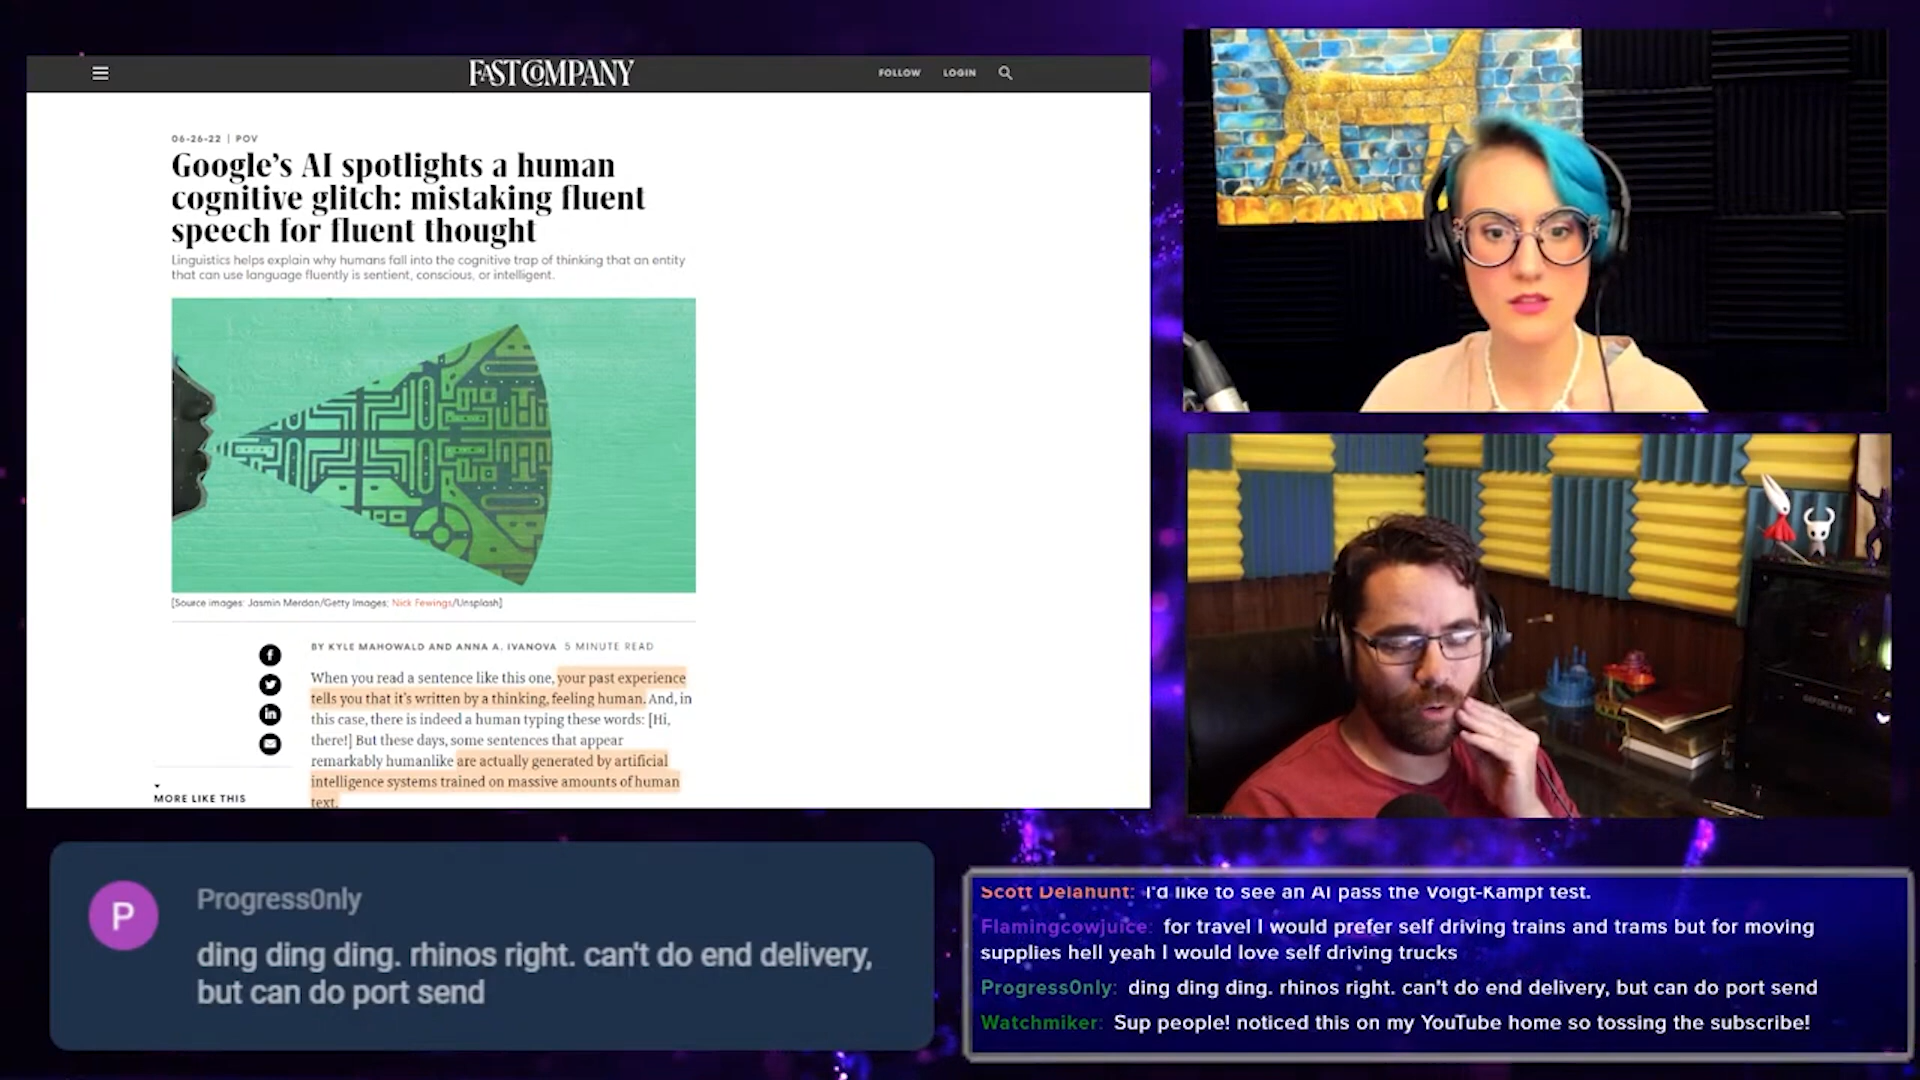 FAST COMPANY
FOLLOW LOGIN
06-26-22 | POV
Google's AI spotlights a human
cognitive glitch: mistaking fluent
speech for fluent thought
Linguistics helps explain why humans fall into the cognitive trap of thinking that an entity
that can use language fluently is sentient, conscious, or intelligent.
[Source images: Jasmin Merdan/Getty Images; Nick Fewings/Unsplash]
BY KYLE MAHOWALD AND ANNA A. IVANOVA 5 MINUTE READ
When you read a sentence like this one, your past experience
tells you that it's written by a thinking, feeling human. And, in
this case, there is indeed a human typing these words: [Hi,
there!] But these days, some sentences that appear
remarkably humanlike are actually generated by artificial
intelligence systems trained on massive amounts of human
text.
MORE LIKE THIS
GEFORCE RTX
P
Progress0nly
ding ding ding. rhinos right. can't do end delivery,
but can do port send
Scott Delahunt: I'd like to see an AI pass the Voigt-Kampf test.
Flamingcowjuice: for travel I would prefer self driving trains and trams but for moving
supplies hell yeah I would love self driving trucks
Progress0nly: ding ding ding. rhinos right. can't do end delivery, but can do port send
Watchmiker: Sup people! noticed this on my YouTube home so tossing the subscribe!